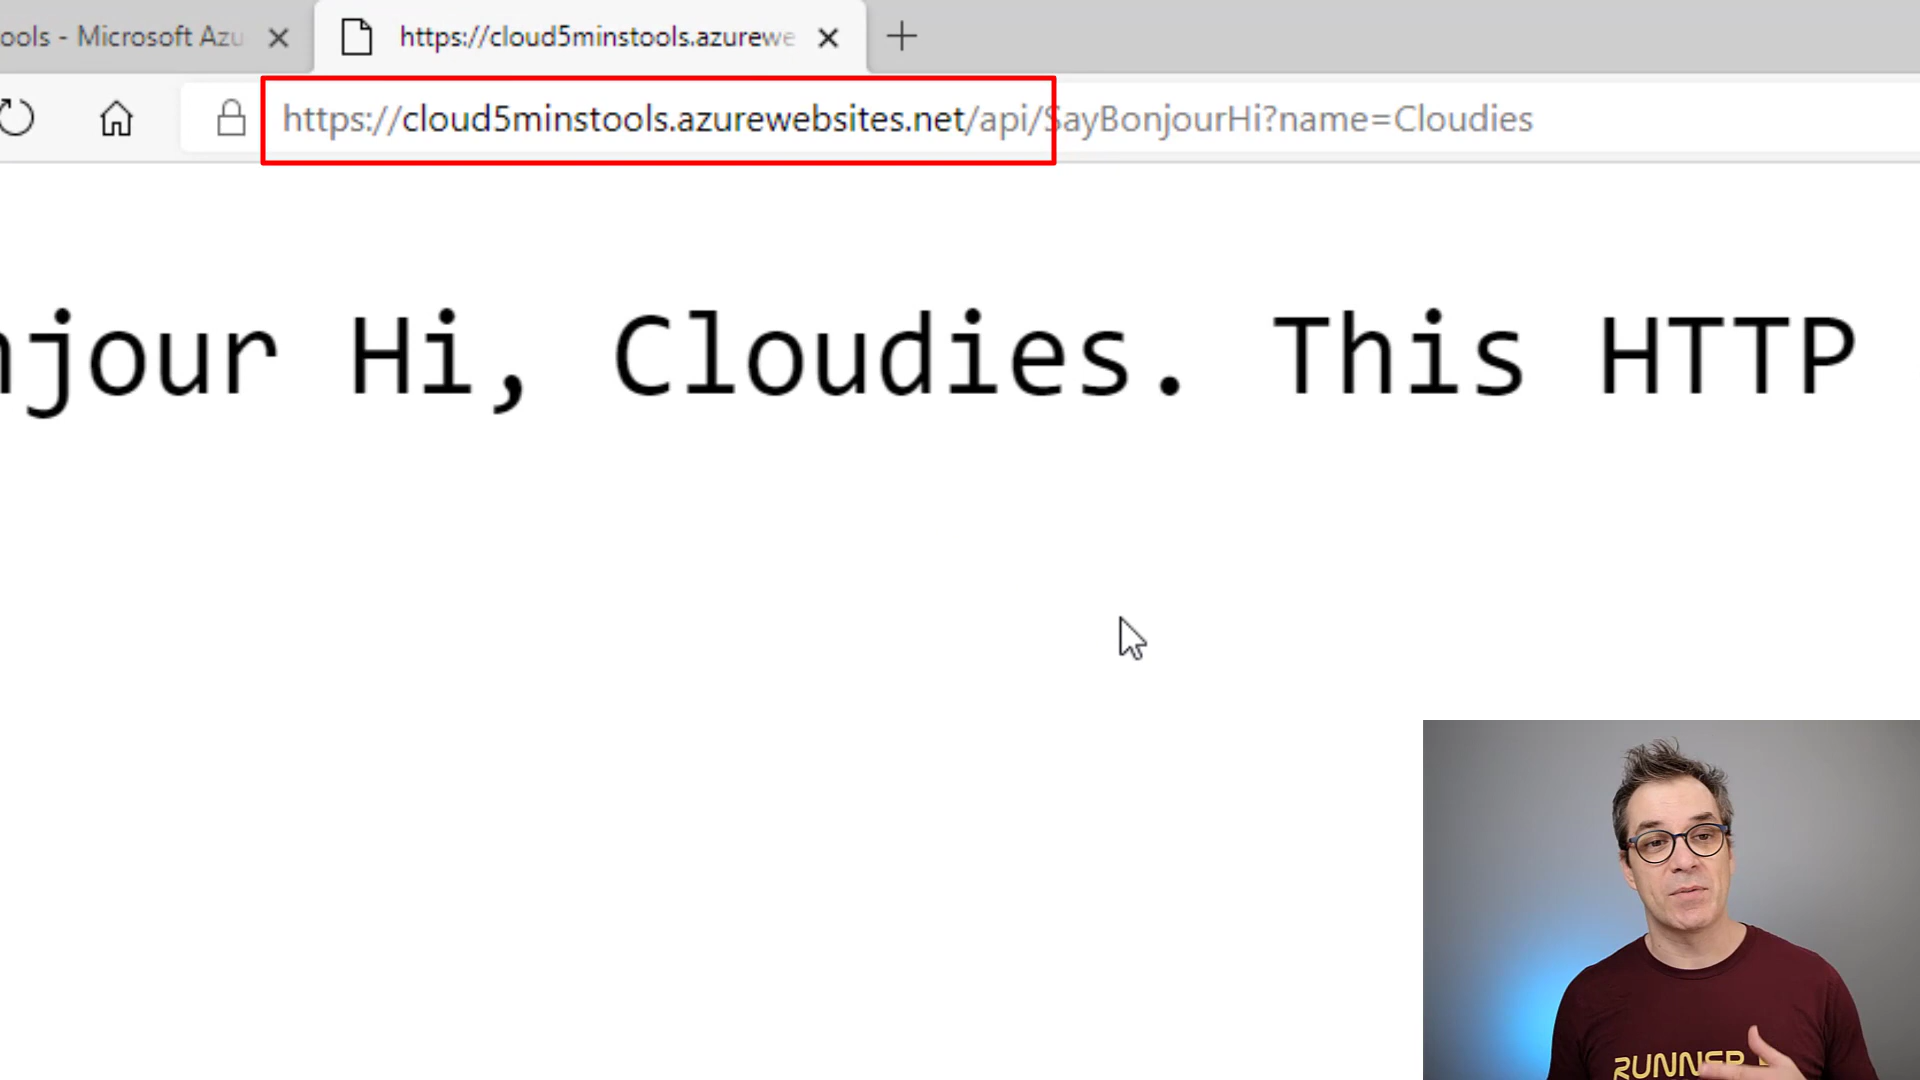 ools - Microsoft Azu
https://cloud5minstools.azurewe
https://cloud5minstools.azurewebsites.net/api/SayBonjourHi?name=Cloudies
njour Hi, Cloudies. This HTTP
RUNNER